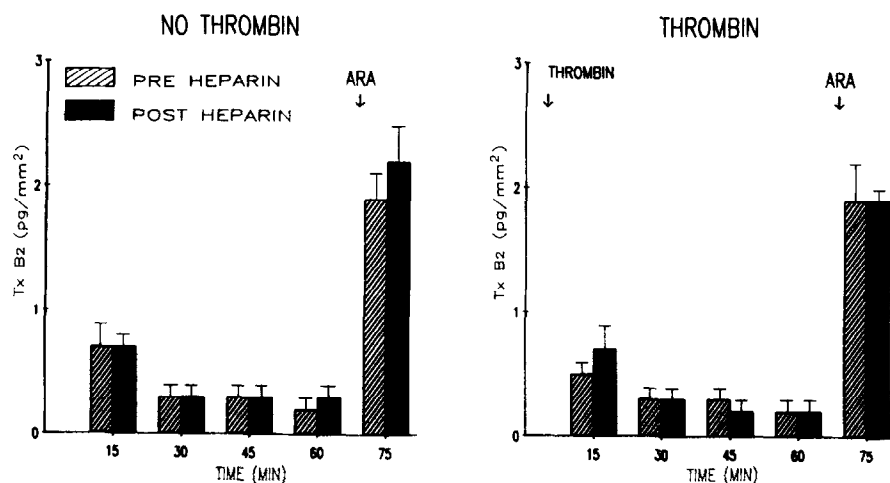 NO THROMBIN
3
ARA
↓
PRE HEPARIN
POST HEPARIN
2
1
0
Tx B2 (pg/mm2)
15 30 45 60 75
TIME (MIN)
THROMBIN
3
THROMBIN
↓
ARA
↓
2
1
0
Tx B2 (pg/mm2)
15 30 45 60 75
TIME (MIN)